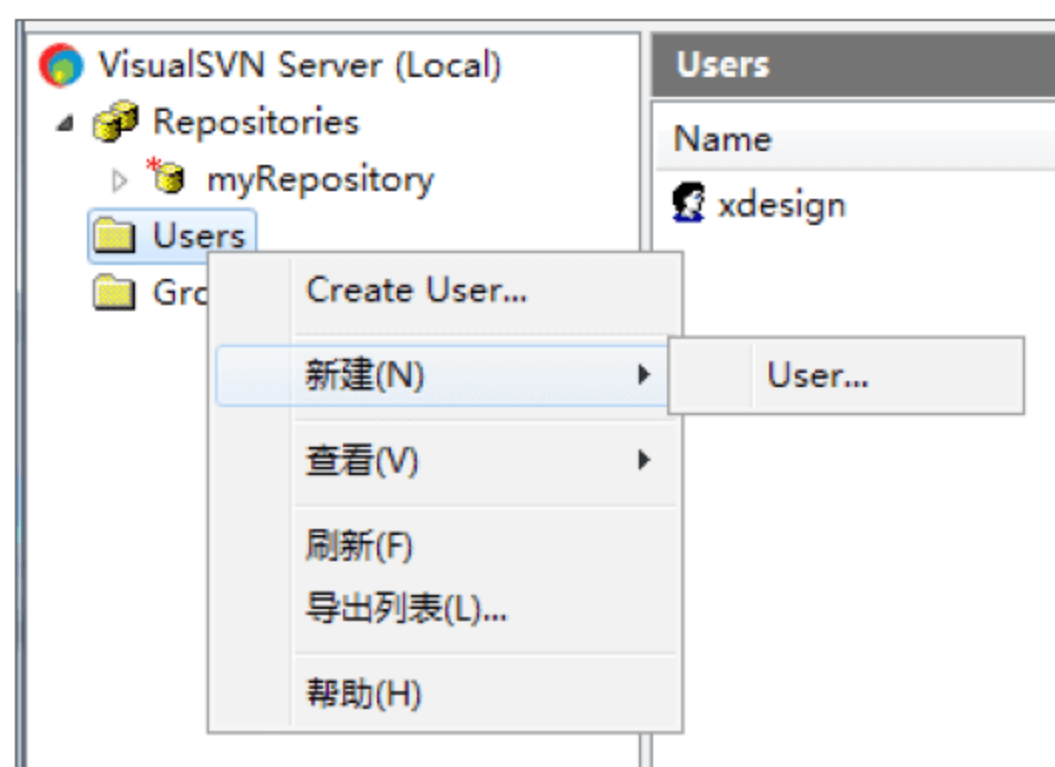 VisualSVN Server (Local)
Repositories
myRepository
Users
Gro
Users
Name
xdesign
Create User...
新建(N)
User...
查看(V)
刷新(F)
导出列表(L)...
帮助(H)